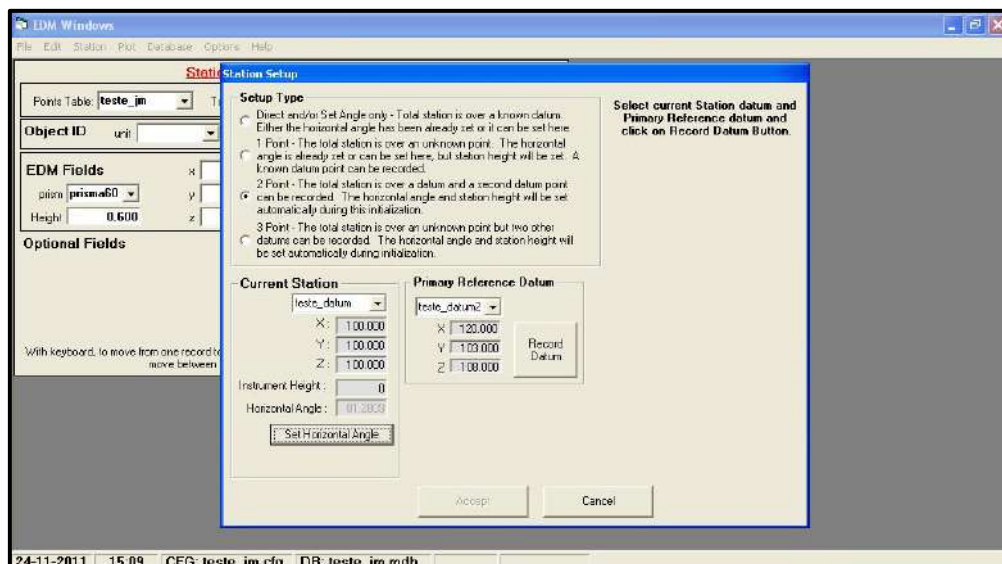 EDM Windows
File Edit Station Plot Database Options Help
Points Table: teste_jm
Object ID unit
EDM Fields x
prism prisma60 y
Height 0.600 z
Optional Fields
With keyboard, to move from one record to
move between
Station Setup
Setup Type
Direct and/or Set Angle only - Total station is over a known datum.
Either the horizontal angle has been already set or it can be set here.
1 Point - The total station is over an unknown point. The horizontal
angle is already set or can be set here, but station height will be set. A
known datum point can be recorded.
2 Point - The total station is over a datum and a second datum point
can be recorded. The horizontal angle and station height will be set
automatically during this initialization.
3 Point - The total station is over an unknown point but two other
datums can be recorded. The horizontal angle and station height will
be set automatically during initialization.
Select current Station datum and
Primary Reference datum and
click on Record Datum Button.
Current Station
teste_datum
X: 100.000
Y: 100.000
Z: 100.000
Instrument Height: 0
Horizontal Angle:
Set Horizontal Angle
Primary Reference Datum
teste_datum2
X 120.000
Y 103.000
Z 108.000
Record
Datum
Accept
Cancel
24-11-2011 15:09 CFG: teste_jm.cfg DB: teste_jm.mdb